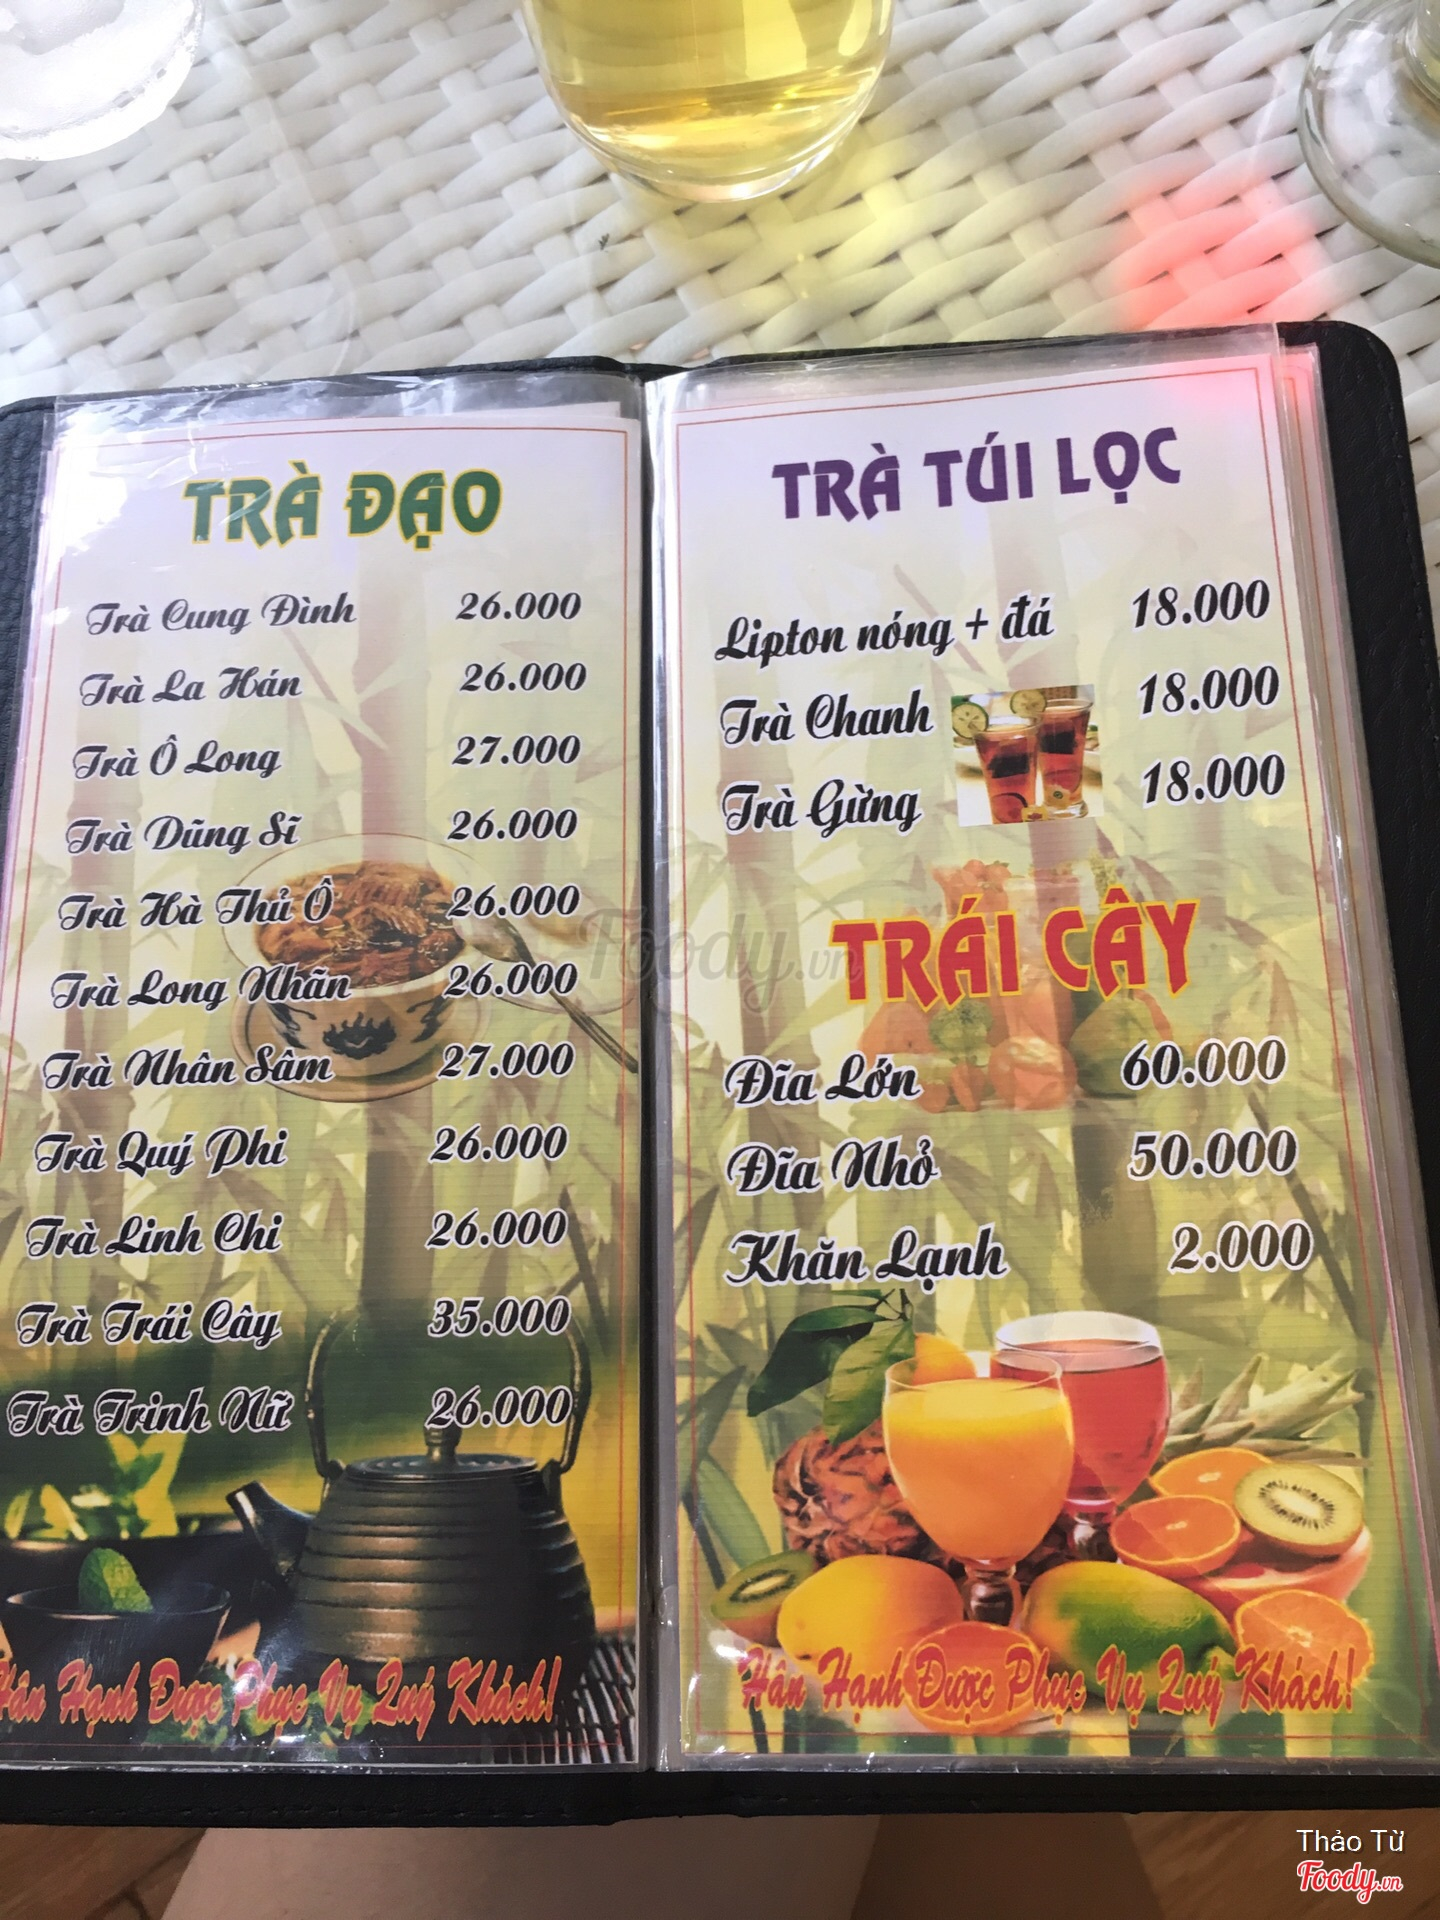 TRÀ ĐẠO
Trà Cung Đình 26.000
Trà La Hán 26.000
Trà Ô Long 27.000
Trà Dũng Sĩ 26.000
Trà Hà Thủ Ô 26.000
Trà Long Nhãn 26.000
Trà Nhân Sâm 27.000
Trà Quý Phi 26.000
Trà Linh Chi 26.000
Trà Trái Cây 35.000
Trà Trinh Nữ 26.000
Hân Hạnh Được Phục Vụ Quý Khách!
TRÀ TÚI LỌC
Lipton nóng + đá 18.000
Trà Chanh 18.000
Trà Gừng 18.000
TRÁI CÂY
Đĩa Lớn 60.000
Đĩa Nhỏ 50.000
Khăn Lạnh 2.000
Hân Hạnh Được Phục Vụ Quý Khách!
Foody.vn
Thảo Từ
Foody.vn